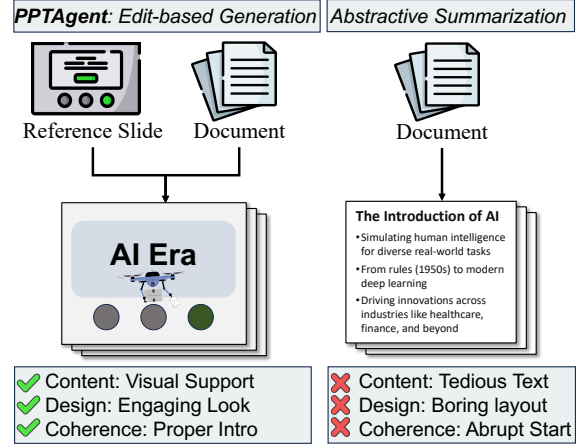 PPTAgent: Edit-based Generation
Abstractive Summarization
Reference Slide
Document
Document
AI Era
The Introduction of AI
•Simulating human intelligence
for diverse real-world tasks
•From rules (1950s) to modern
deep learning
•Driving innovations across
industries like healthcare,
finance, and beyond
Content: Visual Support
Design: Engaging Look
Coherence: Proper Intro
Content: Tedious Text
Design: Boring layout
Coherence: Abrupt Start